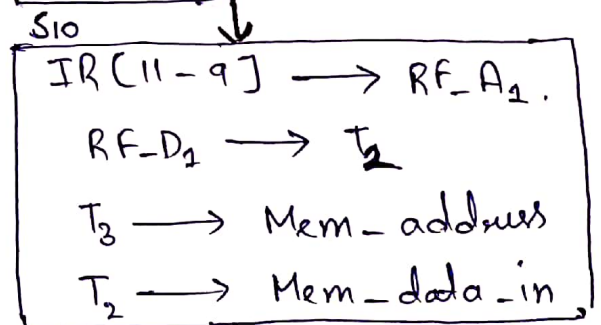 S10
IR[11-9] → RF_A1.
RF_D1 → T2
T3 → Mem_address
T2 → Mem_data_in